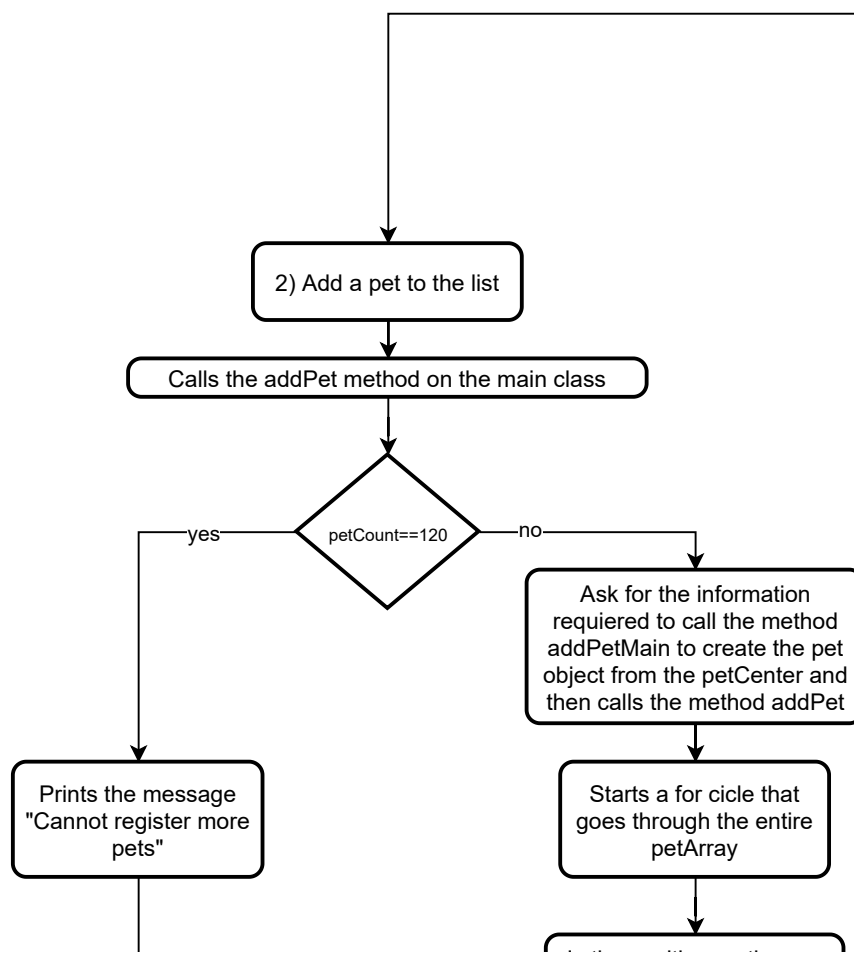 2) Add a pet to the list
Calls the addPet method on the main class
petCount==120
yes
no
Ask for the information
requiered to call the method
addPetMain to create the pet
object from the petCenter and
then calls the method addPet
Prints the message
"Cannot register more
pets"
Starts a for cicle that
goes through the entire
petArray